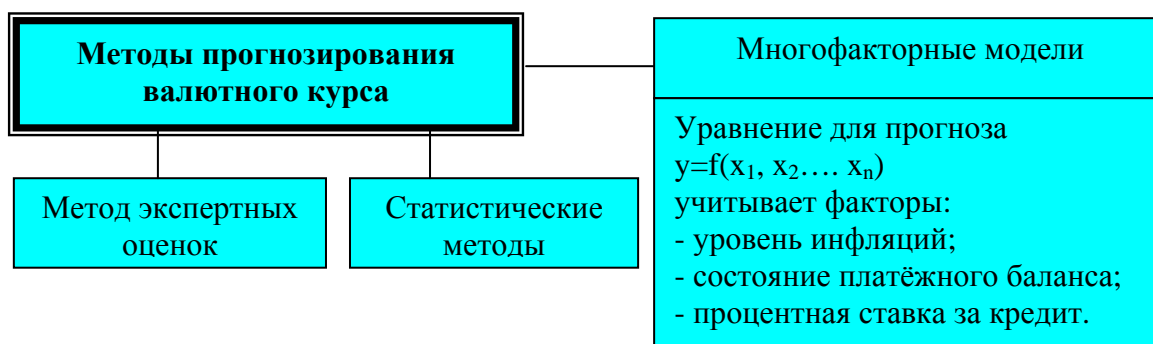 Методы прогнозирования
валютного курса
Многофакторные модели
Уравнение для прогноза
y=f(x₁, x₂…. xₙ)
учитывает факторы:
- уровень инфляций;
- состояние платёжного баланса;
- процентная ставка за кредит.
Метод экспертных
оценок
Статистические
методы